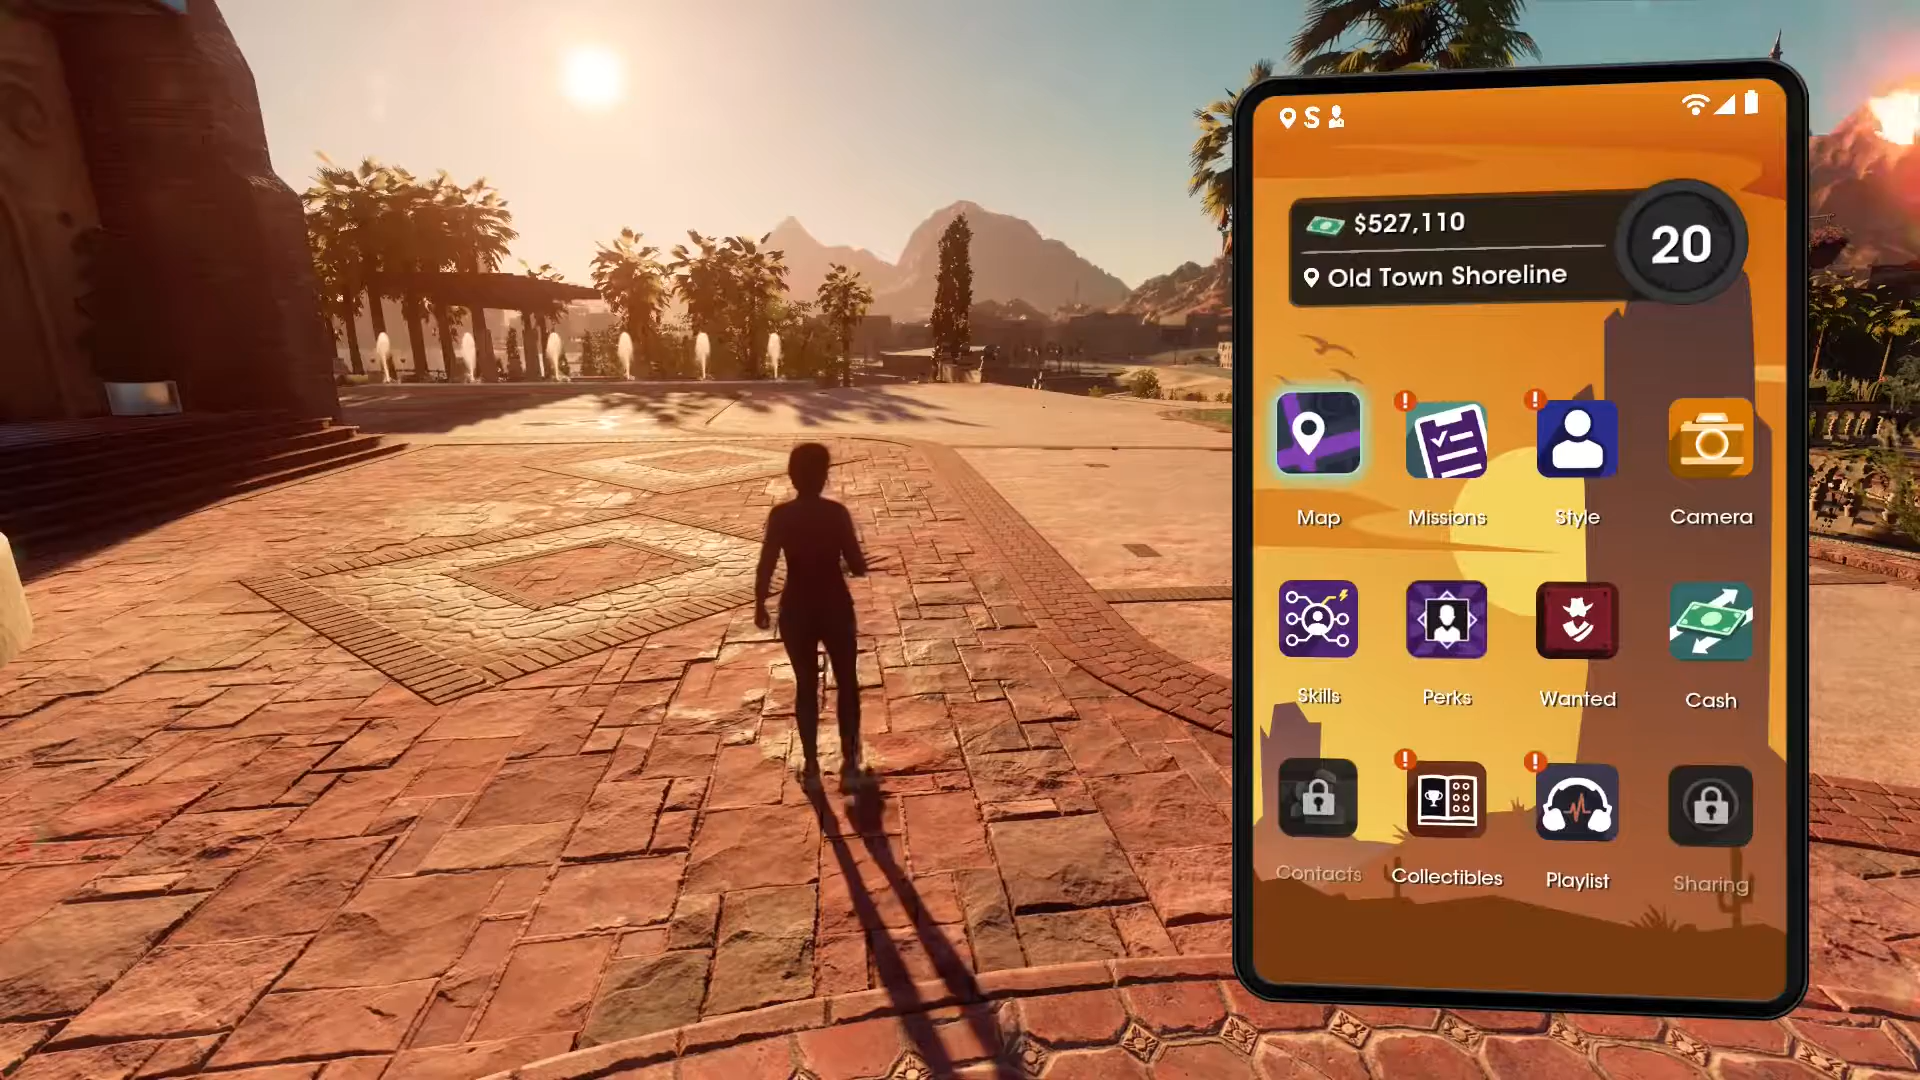 S
$527,110
20
Old Town Shoreline
!
!
Map
Missions
Style
Camera
Skills
Perks
Wanted
Cash
!
!
Contacts
Collectibles
Playlist
Sharing